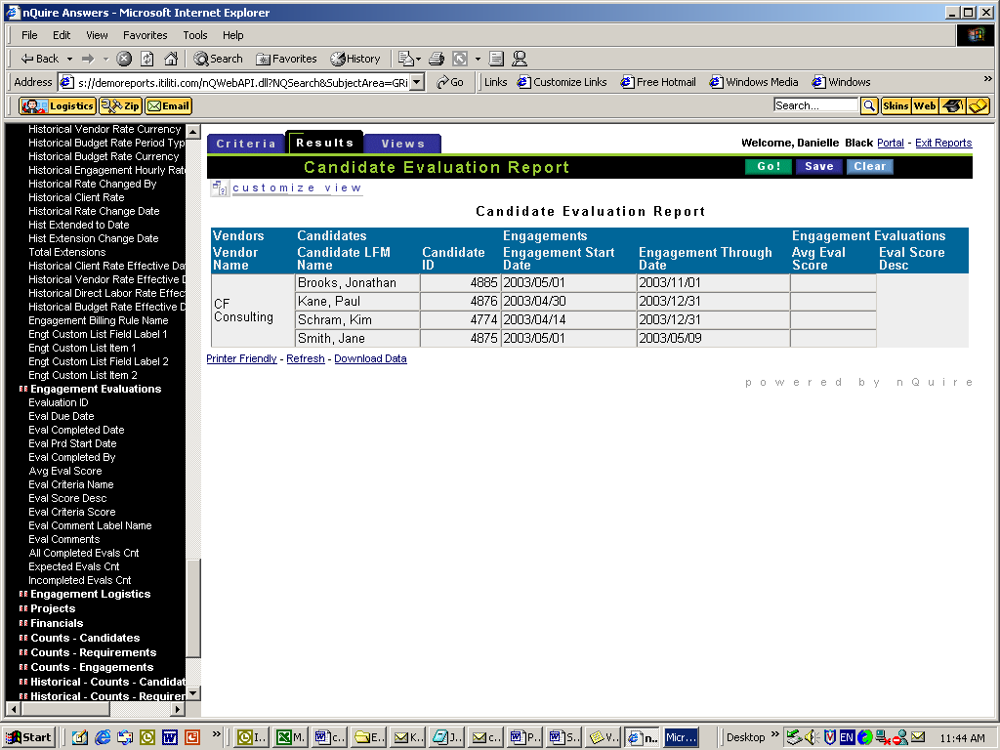 nQuire Answers - Microsoft Internet Explorer
File Edit View Favorites Tools Help
Back Search Favorites History
Address s://demoreports.itiliti.com/nQWebAPI.dll?NQSearch&SubjectArea=GRi Go Links Customize Links Free Hotmail Windows Media Windows
Logistics Zip Email Search... Skins Web
Historical Vendor Rate Currency
Historical Budget Rate Period Typ
Historical Budget Rate Currency
Historical Engagement Hourly Rate
Historical Rate Changed By
Historical Client Rate
Historical Rate Change Date
Hist Extended to Date
Hist Extension Change Date
Total Extensions
Historical Client Rate Effective Da
Historical Vendor Rate Effective D
Historical Direct Labor Rate Effec
Historical Budget Rate Effective D
Engagement Billing Rule Name
Engt Custom List Field Label 1
Engt Custom List Item 1
Engt Custom List Field Label 2
Engt Custom List Item 2
Engagement Evaluations
Evaluation ID
Eval Due Date
Eval Completed Date
Eval Prd Start Date
Eval Completed By
Avg Eval Score
Eval Criteria Name
Eval Score Desc
Eval Criteria Score
Eval Comment Label Name
Eval Comments
All Completed Evals Cnt
Expected Evals Cnt
Incompleted Evals Cnt
Engagement Logistics
Projects
Financials
Counts - Candidates
Counts - Requirements
Counts - Engagements
Historical - Counts - Candidat
Historical - Counts - Requirer
Criteria Results Views
Welcome, Danielle Black Portal - Exit Reports
Candidate Evaluation Report Go! Save Clear
customize view
Candidate Evaluation Report
Vendors Candidates Engagements Engagement Evaluations
Vendor Candidate LFM Candidate Engagement Start Engagement Through Avg Eval Eval Score
Name Name ID Date Date Score Desc
Brooks, Jonathan 4885 2003/05/01 2003/11/01
CF Kane, Paul 4876 2003/04/30 2003/12/31
Consulting Schram, Kim 4774 2003/04/14 2003/12/31
Smith, Jane 4875 2003/05/01 2003/05/09
Printer Friendly - Refresh - Download Data
powered by nQuire
Start I.. M. c.. E.. K.. J.. c.. P.. S.. V.. n.. Micr... Desktop EN 11:44 AM